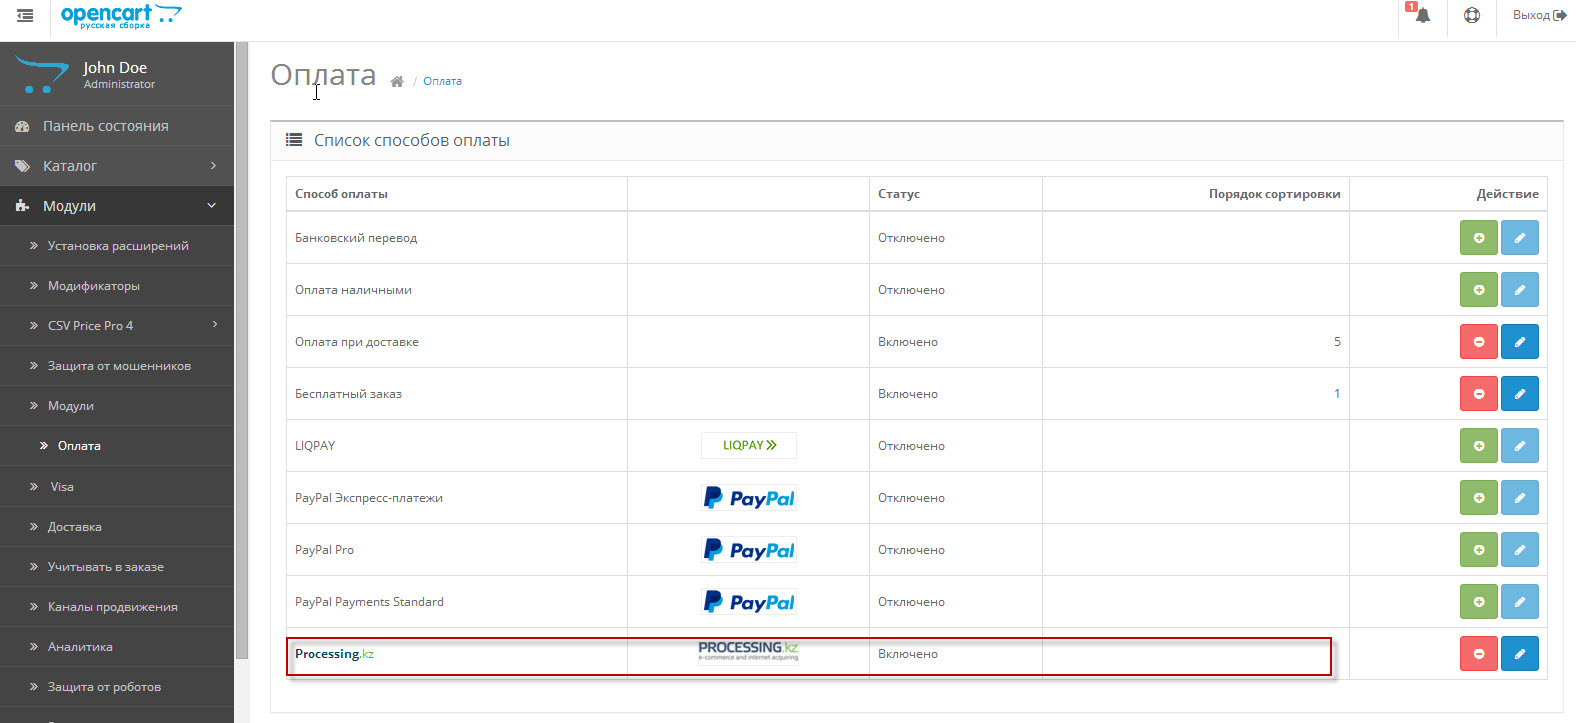 opencart
русская сборка
1
Выход
John Doe
Administrator
Панель состояния
Каталог
Модули
Установка расширений
Модификаторы
CSV Price Pro 4
Защита от мошенников
Модули
Оплата
Visa
Доставка
Учитывать в заказе
Каналы продвижения
Аналитика
Защита от роботов
Оплата / Оплата
Список способов оплаты
Способ оплаты Статус Порядок сортировки Действие
Банковский перевод Отключено
Оплата наличными Отключено
Оплата при доставке Включено 5
Бесплатный заказ Включено 1
LIQPAY LIQPAY Отключено
PayPal Экспресс-платежи PayPal Отключено
PayPal Pro PayPal Отключено
PayPal Payments Standard PayPal Отключено
Processing.kz PROCESSING.kz Включено
e-commerce and internet acquiring